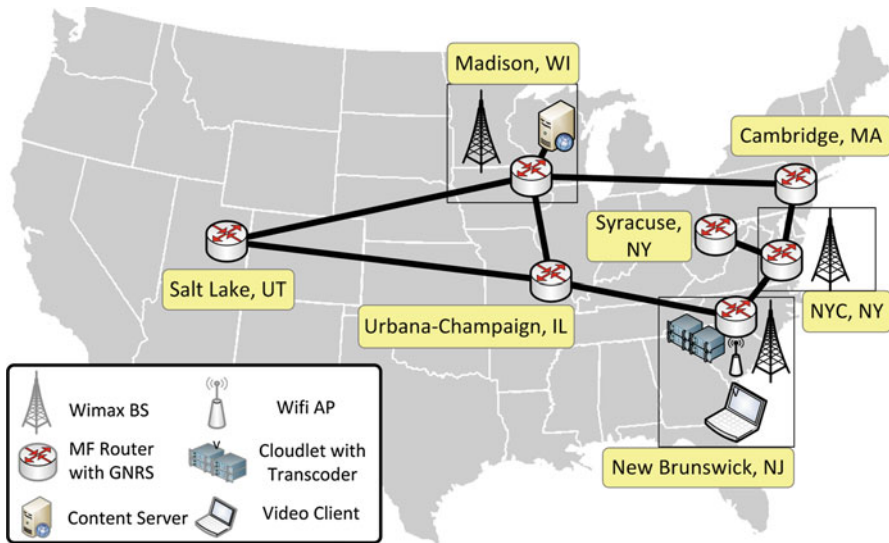 Madison, WI
Cambridge, MA
Syracuse,
NY
Salt Lake, UT
Urbana-Champaign, IL
NYC, NY
New Brunswick, NJ
Wimax BS
Wifi AP
MF Router
with GNRS
Cloudlet with
Transcoder
Content Server
Video Client